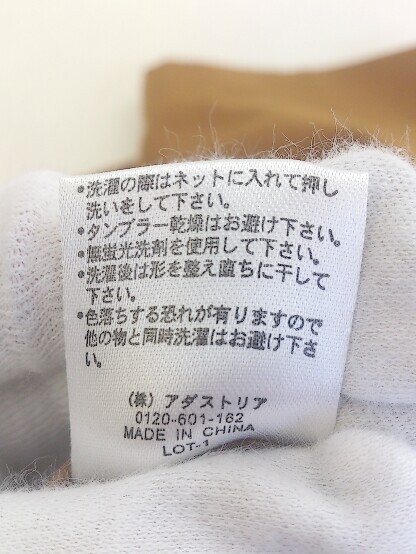 •洗濯の際はネットに入れて押し
洗いをして下さい。
•タンブラー乾燥はお避け下さい。
•無蛍光洗剤を使用して下さい。
•洗濯後は形を整え直ちに干して
下さい。
•色落ちする恐れが有りますので
他の物と同時洗濯はお避け下さ
い。
(株) アダストリア
0120-601-162
MADE IN CHINA
LOT-1